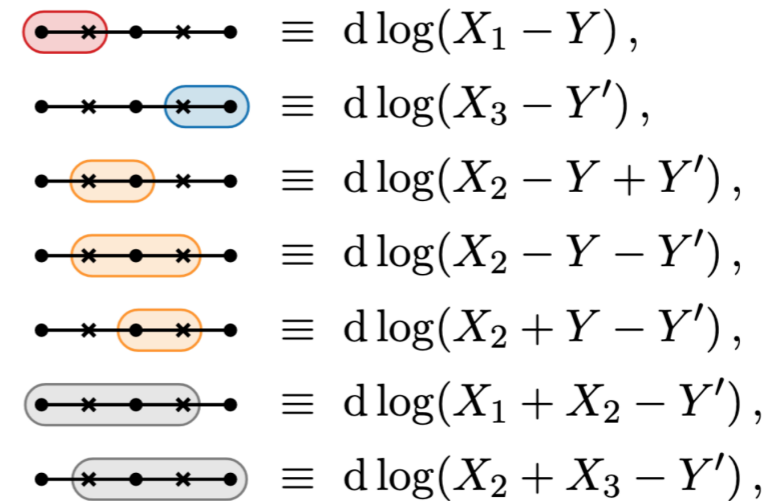 ≡ d log(X₁ − Y) ,
≡ d log(X₃ − Y′) ,
≡ d log(X₂ − Y + Y′) ,
≡ d log(X₂ − Y − Y′) ,
≡ d log(X₂ + Y − Y′) ,
≡ d log(X₁ + X₂ − Y′) ,
≡ d log(X₂ + X₃ − Y′) ,